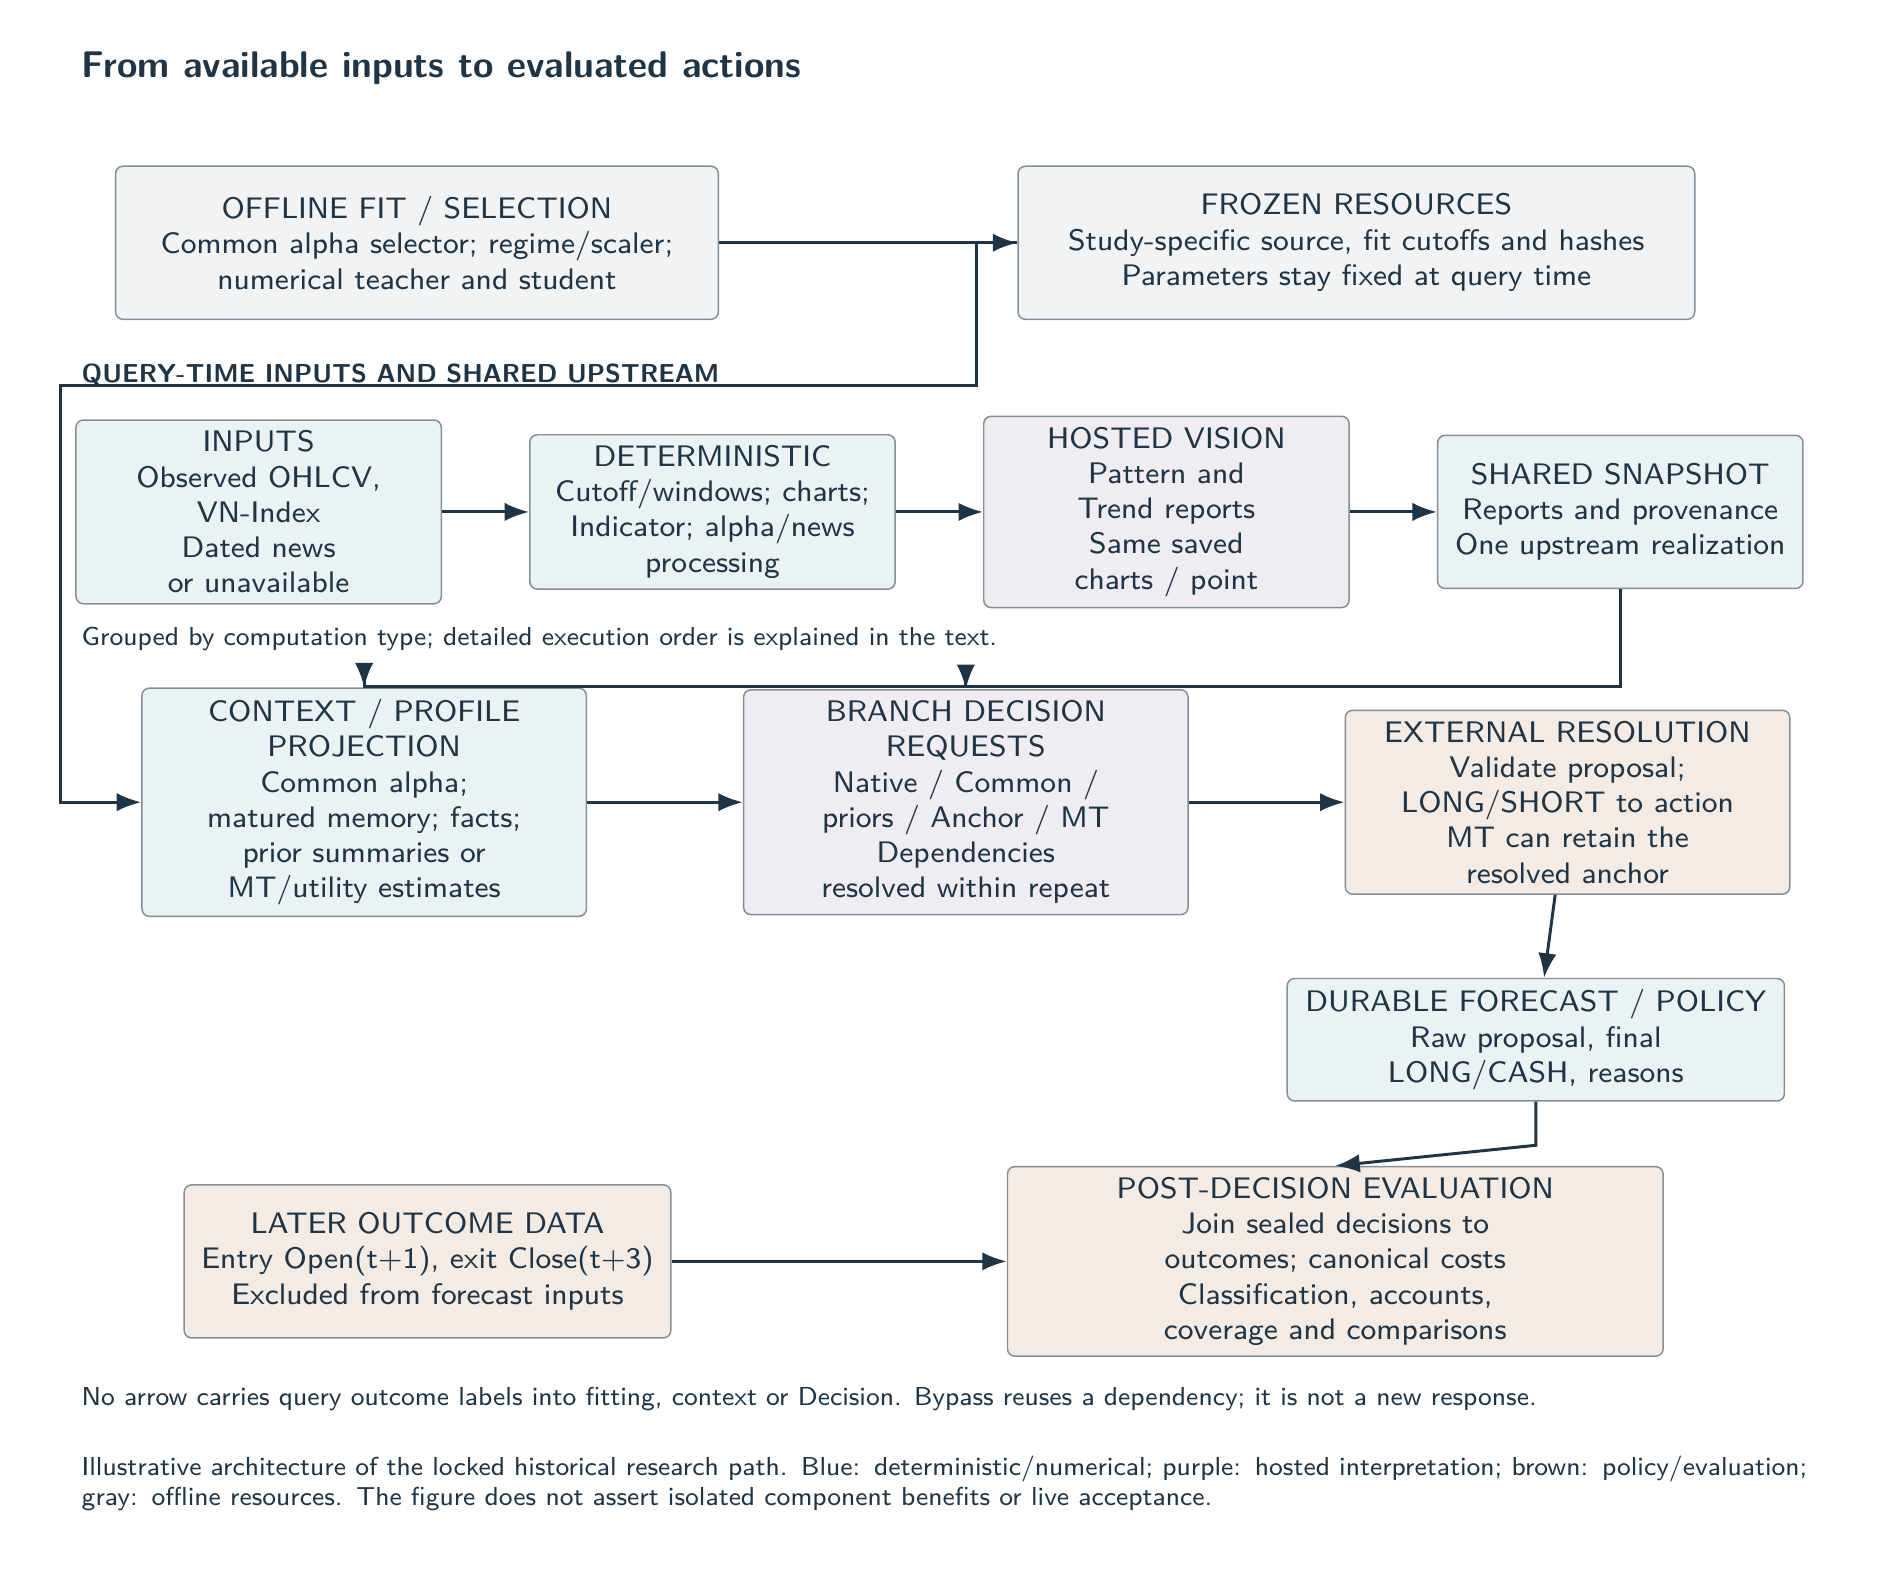 From available inputs to evaluated actions
OFFLINE FIT / SELECTION
Common alpha selector; regime/scaler;
numerical teacher and student
FROZEN RESOURCES
Study-specific source, fit cutoffs and hashes
Parameters stay fixed at query time
QUERY-TIME INPUTS AND SHARED UPSTREAM
INPUTS
Observed OHLCV,
VN-Index
Dated news
or unavailable
DETERMINISTIC
Cutoff/windows; charts;
Indicator; alpha/news
processing
HOSTED VISION
Pattern and
Trend reports
Same saved
charts / point
SHARED SNAPSHOT
Reports and provenance
One upstream realization
Grouped by computation type; detailed execution order is explained in the text.
CONTEXT / PROFILE
PROJECTION
Common alpha;
matured memory; facts;
prior summaries or
MT/utility estimates
BRANCH DECISION
REQUESTS
Native / Common /
priors / Anchor / MT
Dependencies
resolved within repeat
EXTERNAL RESOLUTION
Validate proposal;
LONG/SHORT to action
MT can retain the
resolved anchor
DURABLE FORECAST / POLICY
Raw proposal, final
LONG/CASH, reasons
LATER OUTCOME DATA
Entry Open(t+1), exit Close(t+3)
Excluded from forecast inputs
POST-DECISION EVALUATION
Join sealed decisions to
outcomes; canonical costs
Classification, accounts,
coverage and comparisons
No arrow carries query outcome labels into fitting, context or Decision. Bypass reuses a dependency; it is not a new response.
Illustrative architecture of the locked historical research path. Blue: deterministic/numerical; purple: hosted interpretation; brown: policy/evaluation;
gray: offline resources. The figure does not assert isolated component benefits or live acceptance.